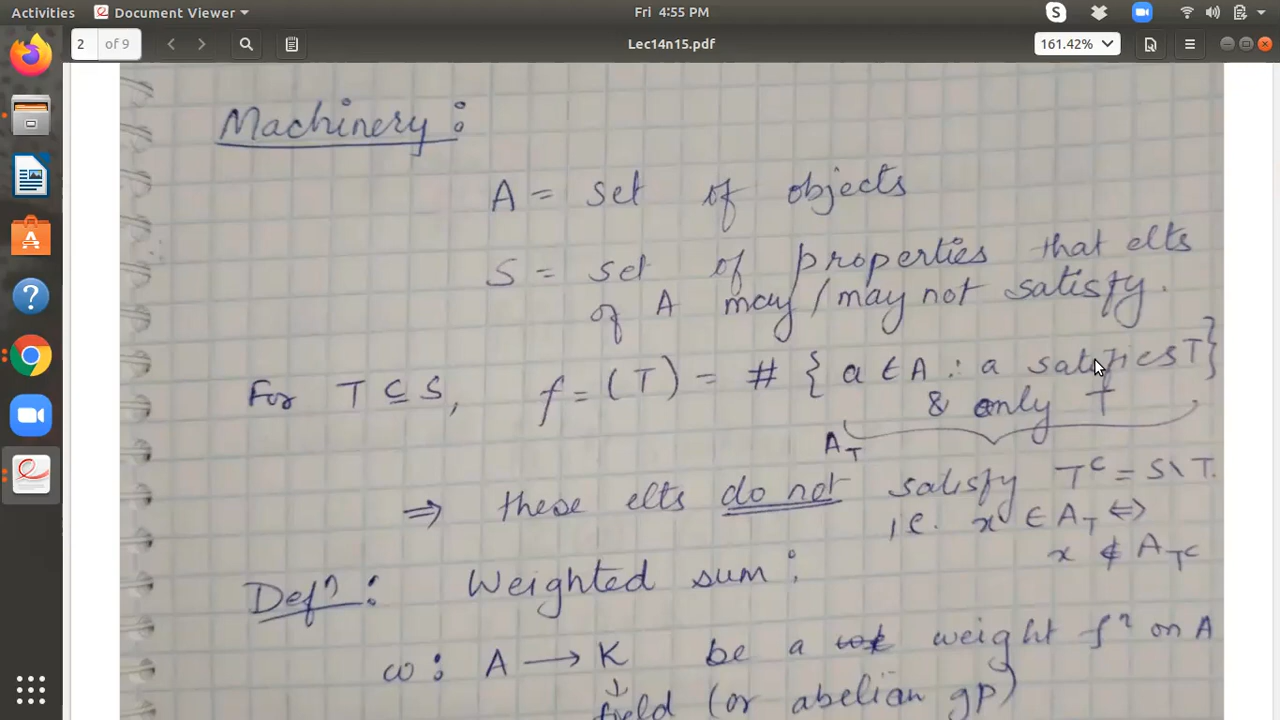 Activities Document Viewer Fri 4:55 PM
2 of 9 Lec14n15.pdf 161.42%
Machinery :
A = set of objects
S = set of properties that elts
of A may / may not satisfy.
For T ⊆ S, f=(T) = # { a ∈ A : a satisfies T}
& only T
A_T
⇒ these elts do not satisfy T^c = S\T.
i.e. x ∈ A_T ⇔
x ∉ A_T^c
Defn : Weighted sum :
ω : A → K be a weight fn on A
↓
field (or abelian gp)